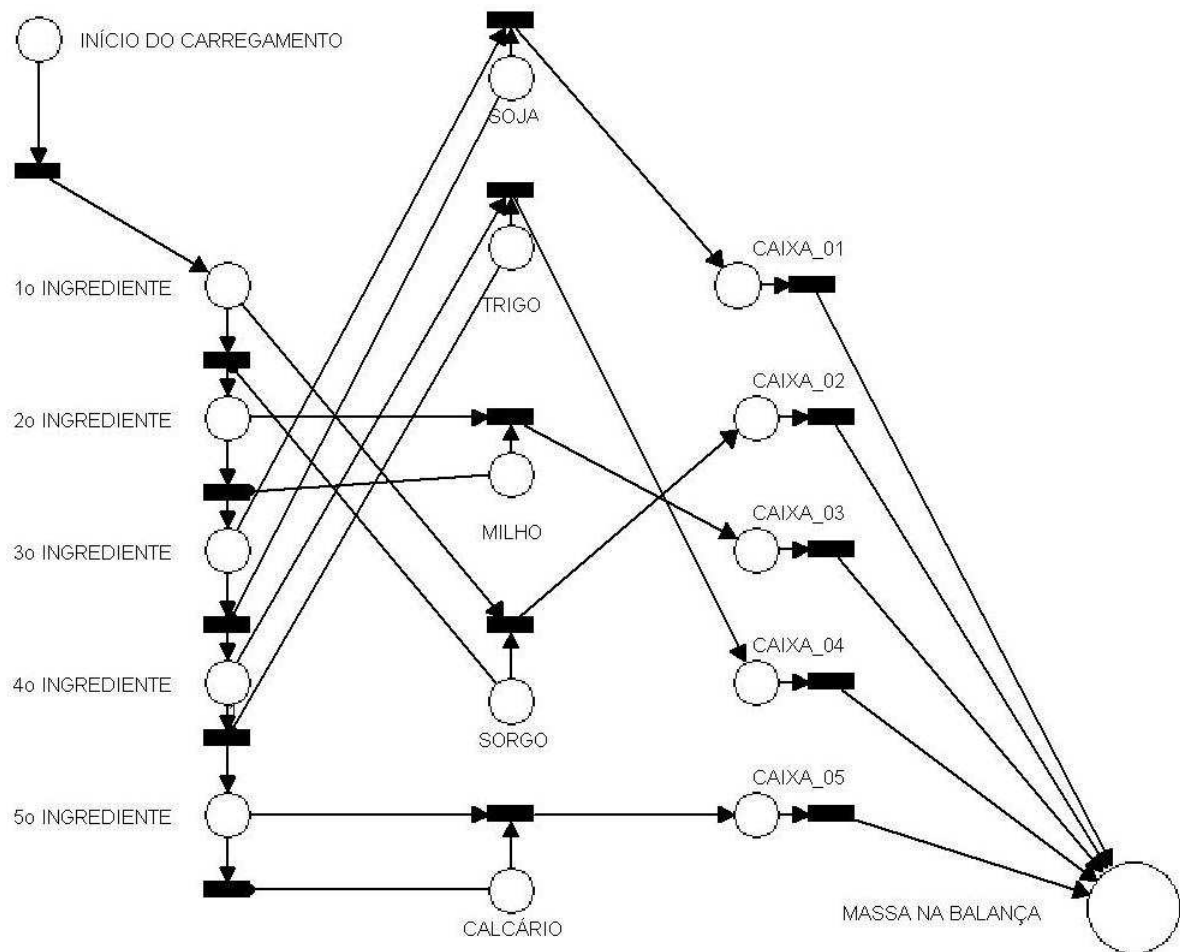 INÍCIO DO CARREGAMENTO
SOJA
TRIGO
CAIXA_01
1o INGREDIENTE
CAIXA_02
2o INGREDIENTE
MILHO
CAIXA_03
3o INGREDIENTE
CAIXA_04
4o INGREDIENTE
SORGO
CAIXA_05
5o INGREDIENTE
CALCÁRIO
MASSA NA BALANÇA